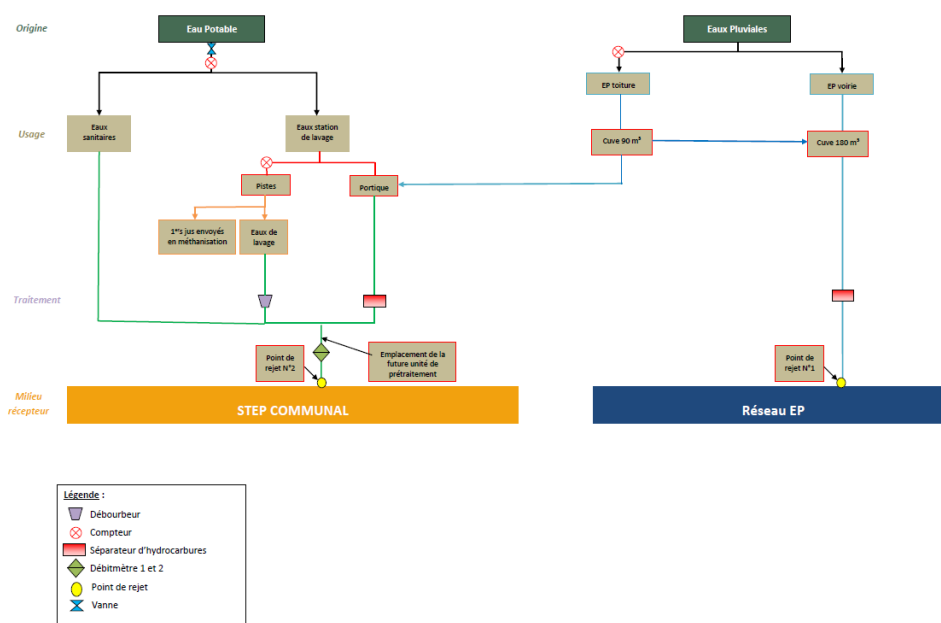 Origine
Eau Potable
Eaux Pluviales
EP toiture
EP voirie
Usage
Eaux
sanitaires
Eaux station
de lavage
Cuve 90 m³
Cuve 180 m³
Pistes
Portique
1ers jus envoyés
en méthanisation
Eaux de
lavage
Traitement
Point de
rejet N°2
Emplacement de la
future unité de
prétraitement
Point de
rejet N°1
Milieu
récepteur
STEP COMMUNAL
Réseau EP
Légende :
Débourbeur
Compteur
Séparateur d'hydrocarbures
Débitmètre 1 et 2
Point de rejet
Vanne